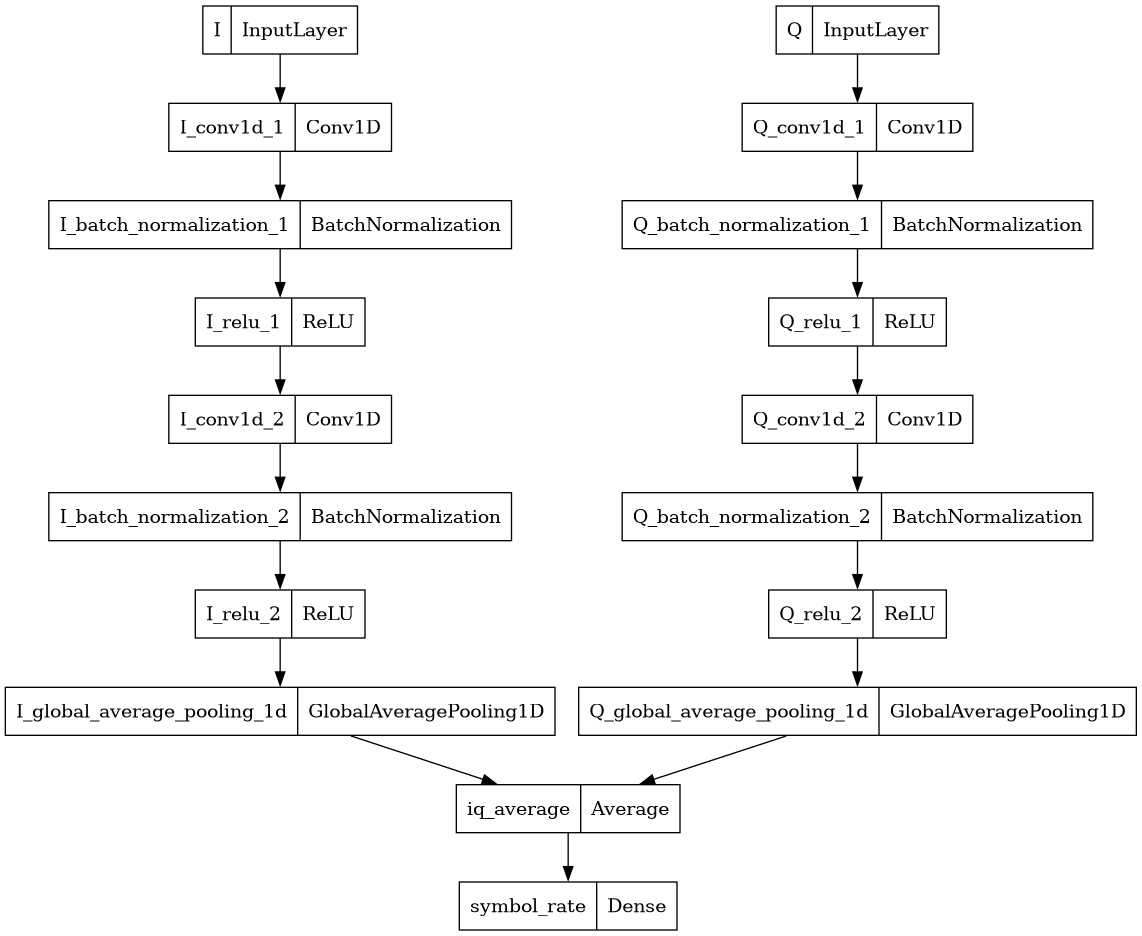 I InputLayer
Q InputLayer
I_conv1d_1 Conv1D
Q_conv1d_1 Conv1D
I_batch_normalization_1 BatchNormalization
Q_batch_normalization_1 BatchNormalization
I_relu_1 ReLU
Q_relu_1 ReLU
I_conv1d_2 Conv1D
Q_conv1d_2 Conv1D
I_batch_normalization_2 BatchNormalization
Q_batch_normalization_2 BatchNormalization
I_relu_2 ReLU
Q_relu_2 ReLU
I_global_average_pooling_1d GlobalAveragePooling1D
Q_global_average_pooling_1d GlobalAveragePooling1D
iq_average Average
symbol_rate Dense